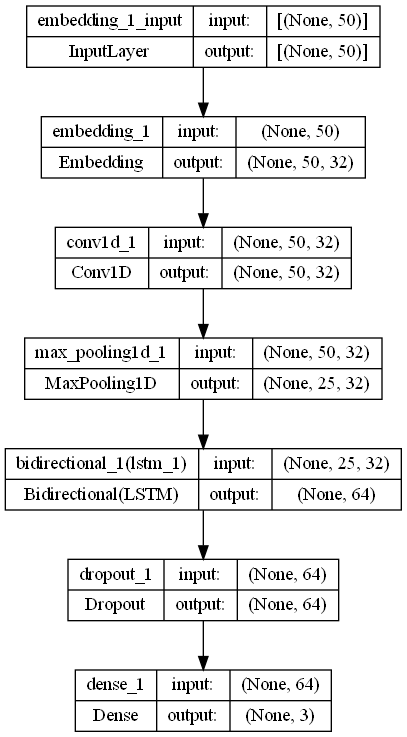 embedding_1_input input: [(None, 50)]
InputLayer output: [(None, 50)]
embedding_1 input: (None, 50)
Embedding output: (None, 50, 32)
conv1d_1 input: (None, 50, 32)
Conv1D output: (None, 50, 32)
max_pooling1d_1 input: (None, 50, 32)
MaxPooling1D output: (None, 25, 32)
bidirectional_1(lstm_1) input: (None, 25, 32)
Bidirectional(LSTM) output: (None, 64)
dropout_1 input: (None, 64)
Dropout output: (None, 64)
dense_1 input: (None, 64)
Dense output: (None, 3)